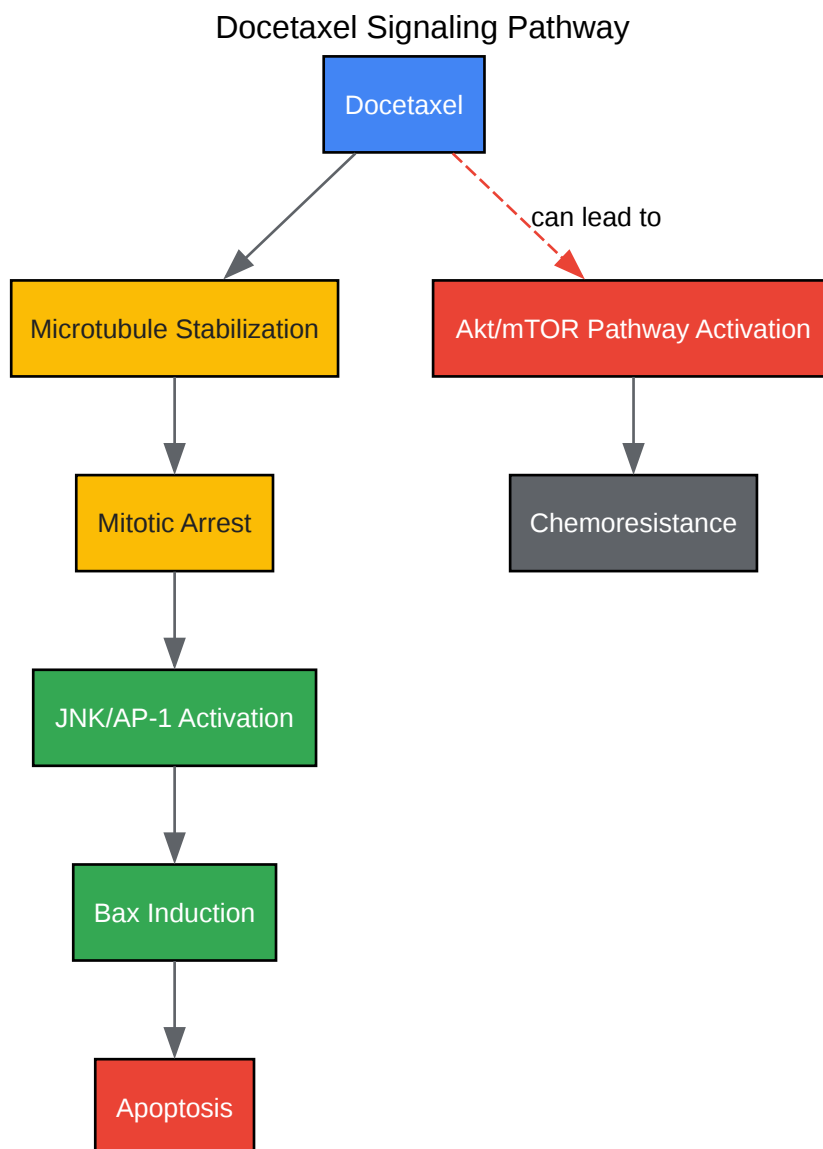 Docetaxel Signaling Pathway
Docetaxel
can lead to
Microtubule Stabilization
Akt/mTOR Pathway Activation
Mitotic Arrest
Chemoresistance
JNK/AP-1 Activation
Bax Induction
Apoptosis